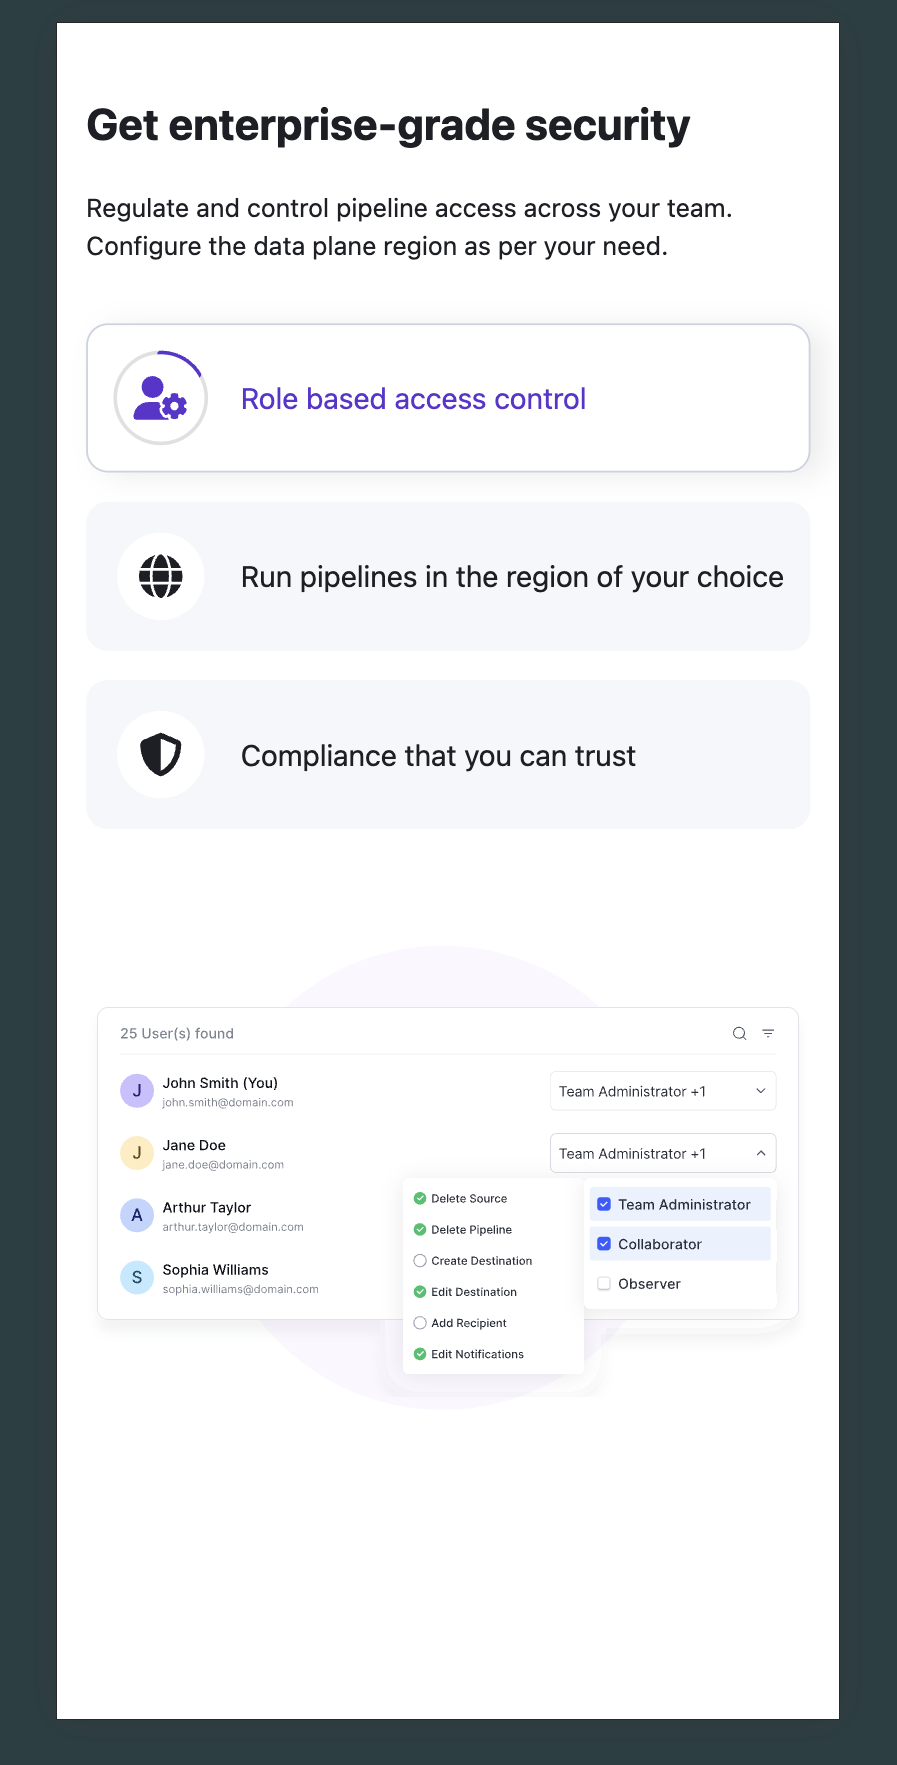 Get enterprise-grade security
Regulate and control pipeline access across your team.
Configure the data plane region as per your need.
Role based access control
Run pipelines in the region of your choice
Compliance that you can trust
25 User(s) found
J
John Smith (You)
john.smith@domain.com
Team Administrator +1
J
Jane Doe
jane.doe@domain.com
Team Administrator +1
A
Arthur Taylor
arthur.taylor@domain.com
S
Sophia Williams
sophia.williams@domain.com
Delete Source
Delete Pipeline
Create Destination
Edit Destination
Add Recipient
Edit Notifications
Team Administrator
Collaborator
Observer